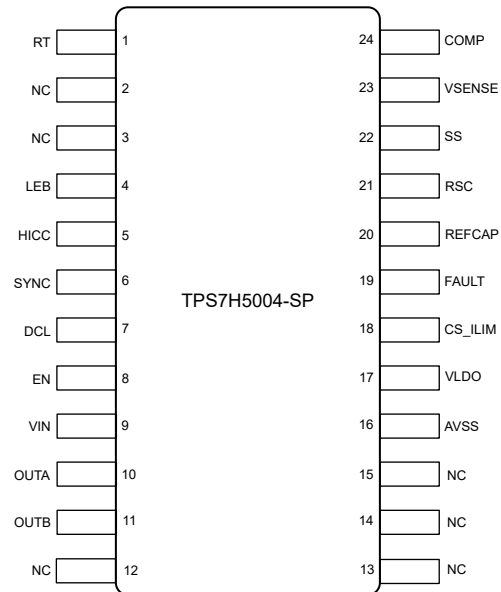 RT 1 24 COMP
NC 2 23 VSENSE
NC 3 22 SS
LEB 4 21 RSC
HICC 5 20 REFCAP
SYNC 6 19 FAULT
TPS7H5004-SP
DCL 7 18 CS_ILIM
EN 8 17 VLDO
VIN 9 16 AVSS
OUTA 10 15 NC
OUTB 11 14 NC
NC 12 13 NC